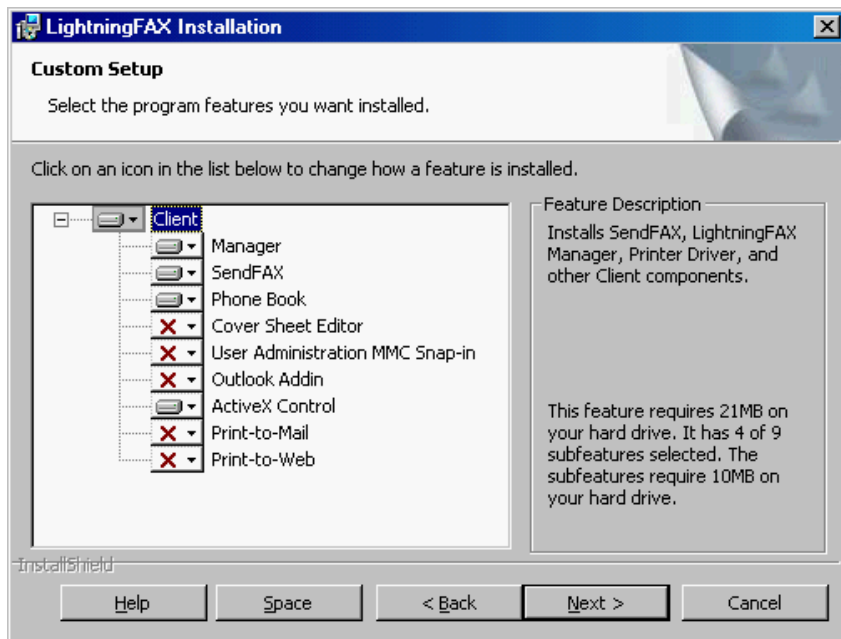 LightningFAX Installation
Custom Setup
Select the program features you want installed.
Click on an icon in the list below to change how a feature is installed.
Client
Manager
SendFAX
Phone Book
Cover Sheet Editor
User Administration MMC Snap-in
Outlook Addin
ActiveX Control
Print-to-Mail
Print-to-Web
Feature Description
Installs SendFAX, LightningFAX
Manager, Printer Driver, and
other Client components.
This feature requires 21MB on
your hard drive. It has 4 of 9
subfeatures selected. The
subfeatures require 10MB on
your hard drive.
InstallShield
Help
Space
< Back
Next >
Cancel